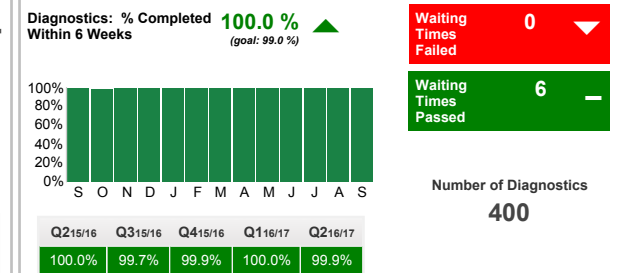 Diagnostics: % Completed
Within 6 Weeks
100.0 %
(goal: 99.0 %)
Waiting
Times
Failed
0
Waiting
Times
Passed
6
100%
80%
60%
40%
20%
0%
S O N D J F M A M J J A S
Number of Diagnostics
400
Q215/16 Q315/16 Q415/16 Q116/17 Q216/17
100.0% 99.7% 99.9% 100.0% 99.9%